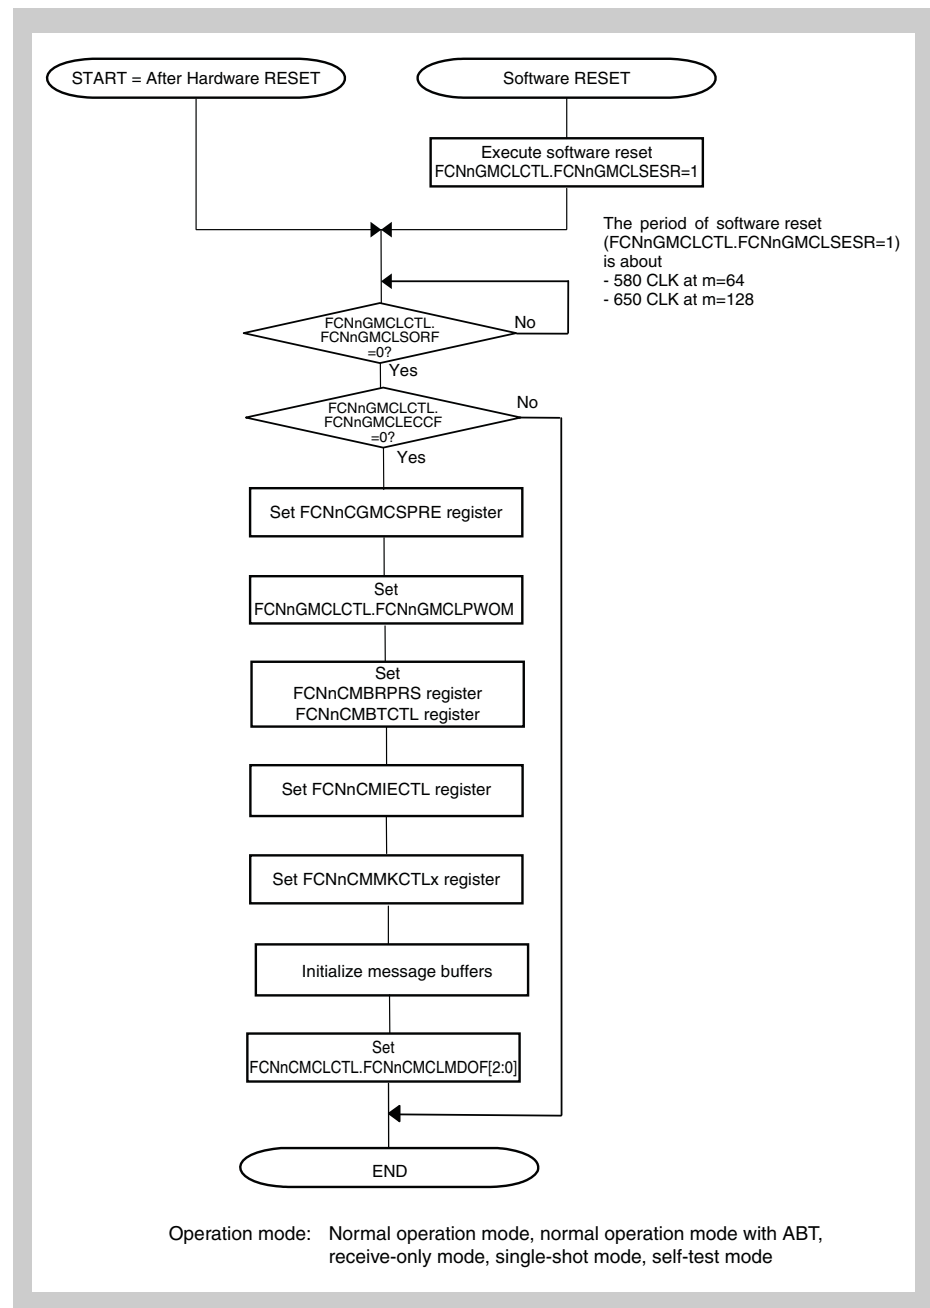 START = After Hardware RESET
Software RESET
Execute software reset
FCNnGMCLCTL.FCNnGMCLSESR=1
The period of software reset
(FCNnGMCLCTL.FCNnGMCLSESR=1)
is about
- 580 CLK at m=64
- 650 CLK at m=128
FCNnGMCLCTL.
FCNnGMCLSORF
=0?
No
Yes
FCNnGMCLCTL.
FCNnGMCLECCF
=0?
No
Yes
Set FCNnCGMCSPRE register
Set
FCNnGMCLCTL.FCNnGMCLPWOM
Set
FCNnCMBRPRS register
FCNnCMBTCTL register
Set FCNnCMIECTL register
Set FCNnCMMKCTLx register
Initialize message buffers
Set
FCNnCMCLCTL.FCNnCMCLMDOF[2:0]
END
Operation mode: Normal operation mode, normal operation mode with ABT,
receive-only mode, single-shot mode, self-test mode